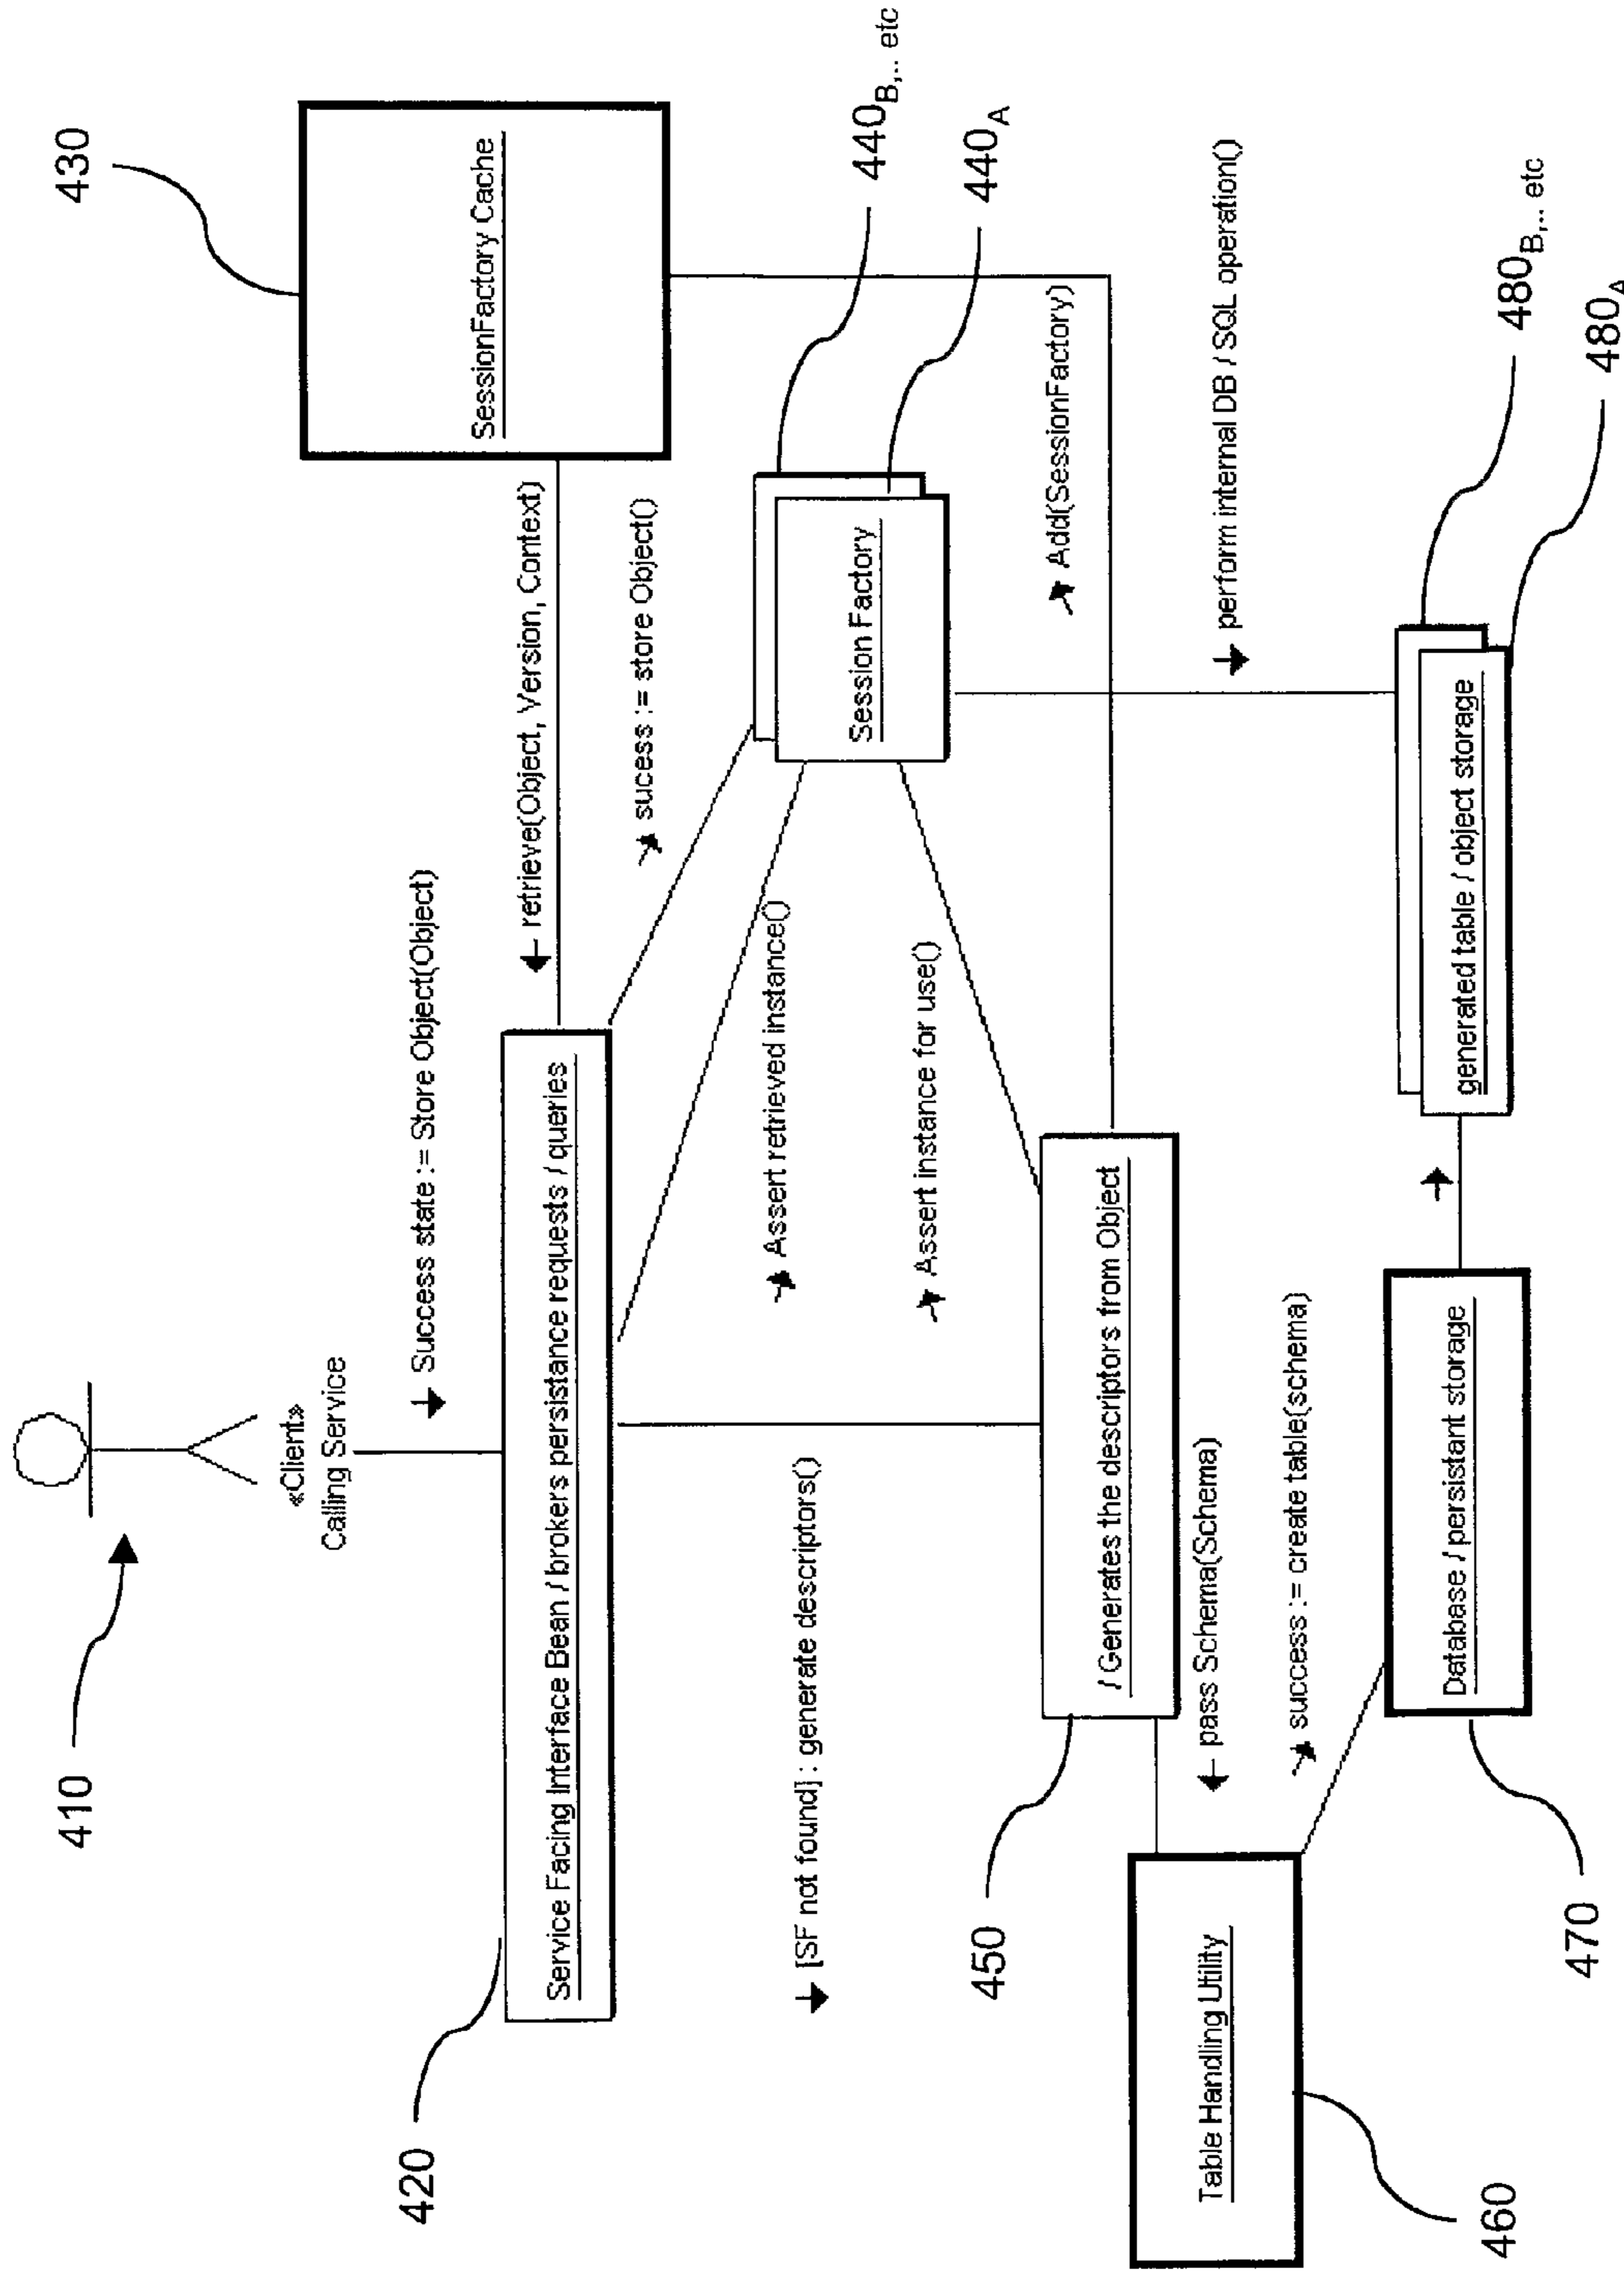 410
«Client»
Calling Service
Success state := Store Object(Object)
420
Service Facing Interface Bean / brokers persistance requests / queries
retrieve(Object, Version, Context)
430
SessionFactory Cache
sucess := store Object()
[SF not found] : generate descriptors()
Assert retrieved instance()
Assert instance for use()
Session Factory
440B,.. etc
440A
Add(SessionFactory)
450
/ Generates the descriptors from Object
pass Schema(Schema)
perform internal DB / SQL operation()
Table Handling Utility
460
success := create table(schema)
Database / persistant storage
470
generated table / object storage
480B,.. etc
480A